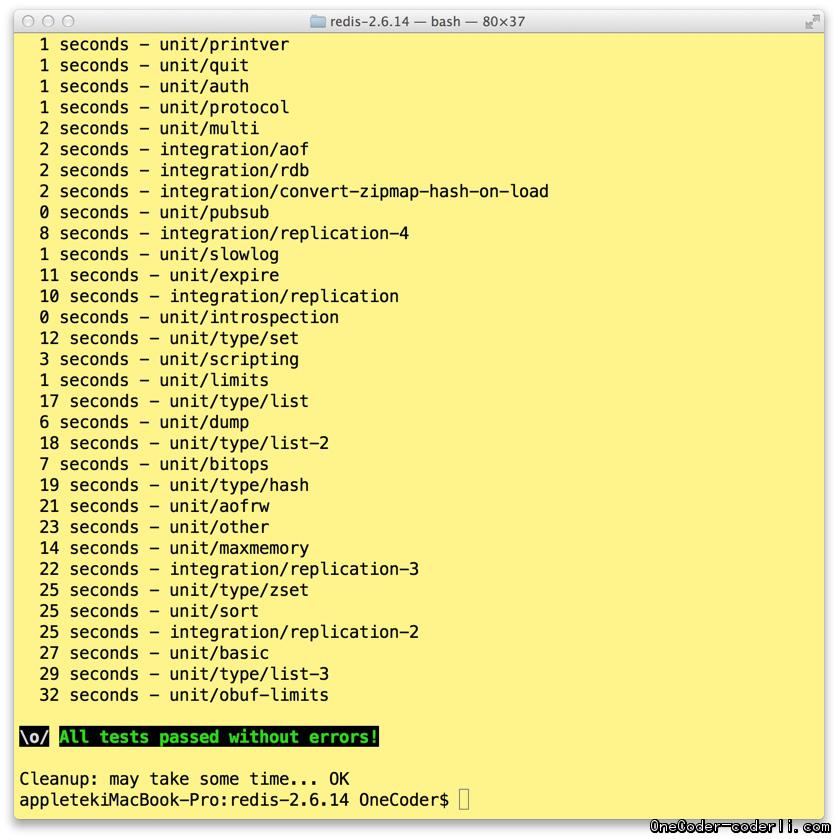 redis-2.6.14 — bash — 80×37
1 seconds - unit/printver
1 seconds - unit/quit
1 seconds - unit/auth
1 seconds - unit/protocol
2 seconds - unit/multi
2 seconds - integration/aof
2 seconds - integration/rdb
2 seconds - integration/convert-zipmap-hash-on-load
0 seconds - unit/pubsub
8 seconds - integration/replication-4
1 seconds - unit/slowlog
11 seconds - unit/expire
10 seconds - integration/replication
0 seconds - unit/introspection
12 seconds - unit/type/set
3 seconds - unit/scripting
1 seconds - unit/limits
17 seconds - unit/type/list
6 seconds - unit/dump
18 seconds - unit/type/list-2
7 seconds - unit/bitops
19 seconds - unit/type/hash
21 seconds - unit/aofrw
23 seconds - unit/other
14 seconds - unit/maxmemory
22 seconds - integration/replication-3
25 seconds - unit/type/zset
25 seconds - unit/sort
25 seconds - integration/replication-2
27 seconds - unit/basic
29 seconds - unit/type/list-3
32 seconds - unit/obuf-limits
\o/ All tests passed without errors!
Cleanup: may take some time... OK
appletekiMacBook-Pro:redis-2.6.14 OneCoder$
OneCoder-coderli.com